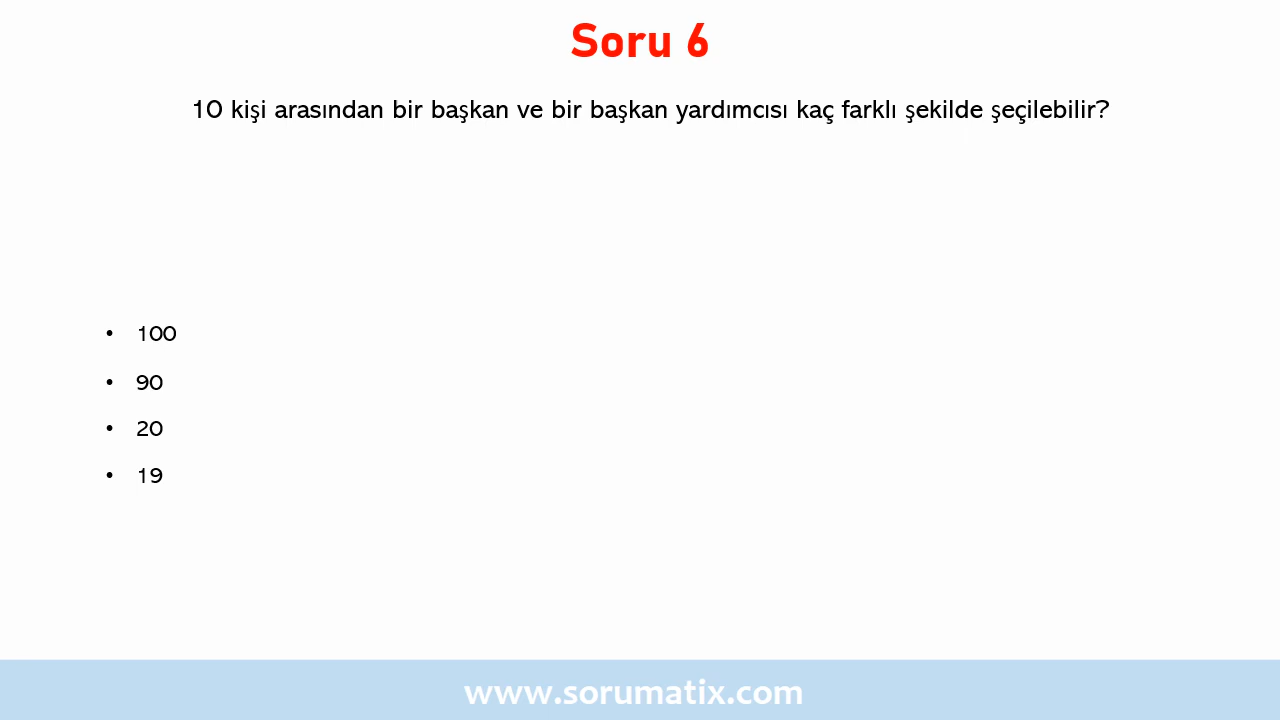 Soru 6
10 kişi arasından bir başkan ve bir başkan yardımcısı kaç farklı şekilde şeçilebilir?
• 100
• 90
• 20
• 19
www.sorumatix.com